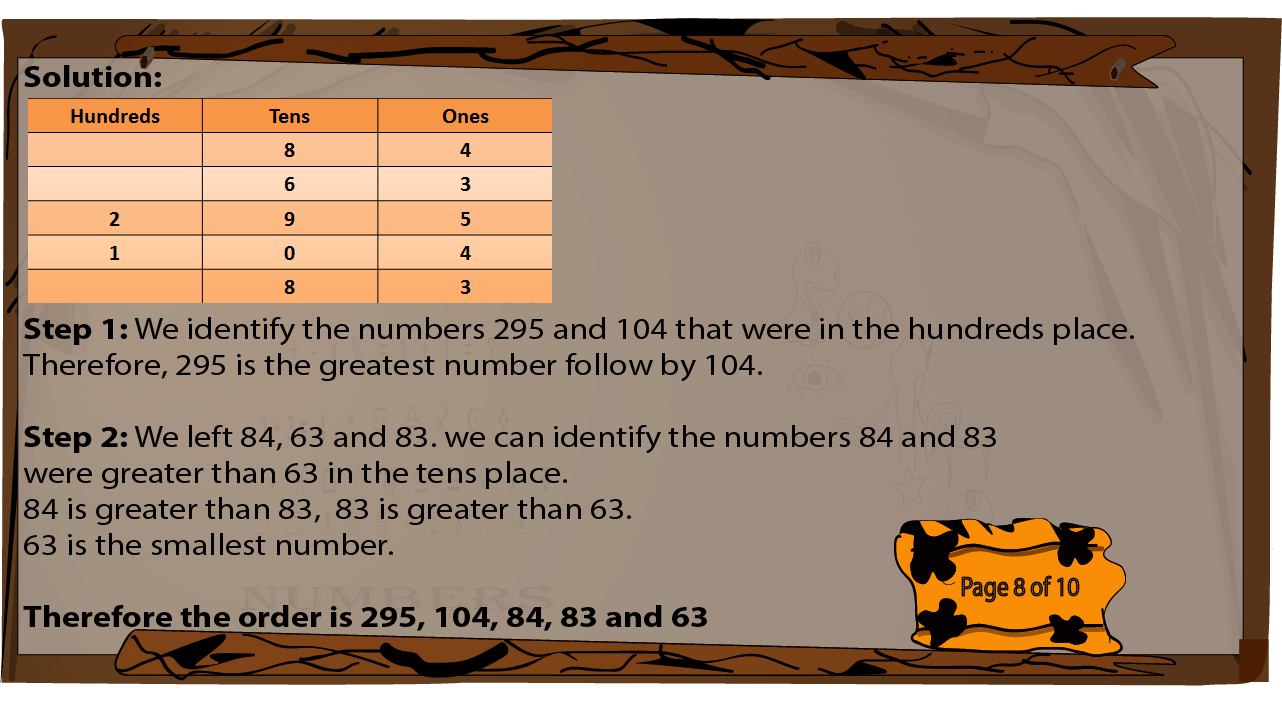 Solution:
Hundreds Tens Ones
8 4
6 3
2 9 5
1 0 4
8 3
Step 1: We identify the numbers 295 and 104 that were in the hundreds place.
Therefore, 295 is the greatest number follow by 104.
Step 2: We left 84, 63 and 83. we can identify the numbers 84 and 83
were greater than 63 in the tens place.
84 is greater than 83, 83 is greater than 63.
63 is the smallest number.
NUMBERS
Therefore the order is 295, 104, 84, 83 and 63
Page 8 of 10